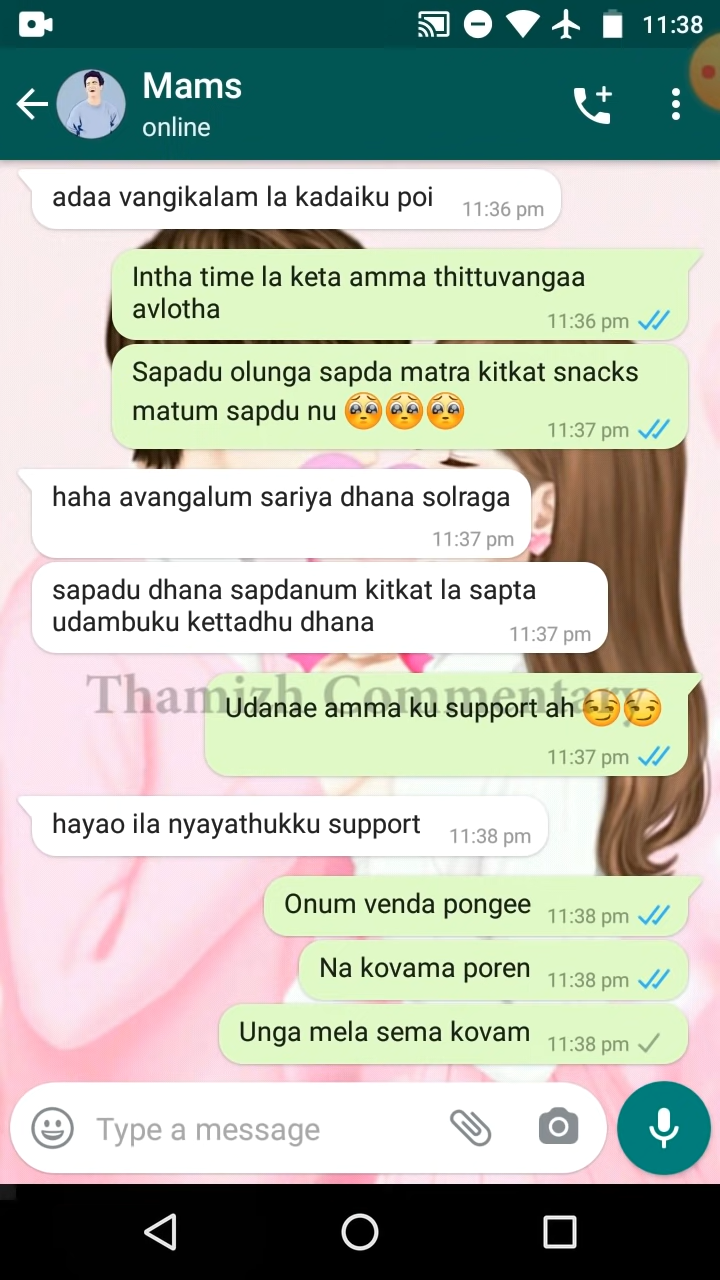 11:38
Mams
online
adaa vangikalam la kadaiku poi
11:36 pm
Intha time la keta amma thittuvangaa
avlotha
11:36 pm
Sapadu olunga sapda matra kitkat snacks
matum sapdu nu 🥺🥺🥺
11:37 pm
haha avangalum sariya dhana solraga
11:37 pm
sapadu dhana sapdanum kitkat la sapta
udambuku kettadhu dhana
11:37 pm
Thamizh Commentary
Udanae amma ku support ah 😏😏
11:37 pm
hayao ila nyayathukku support
11:38 pm
Onum venda pongee
11:38 pm
Na kovama poren
11:38 pm
Unga mela sema kovam
11:38 pm
Type a message